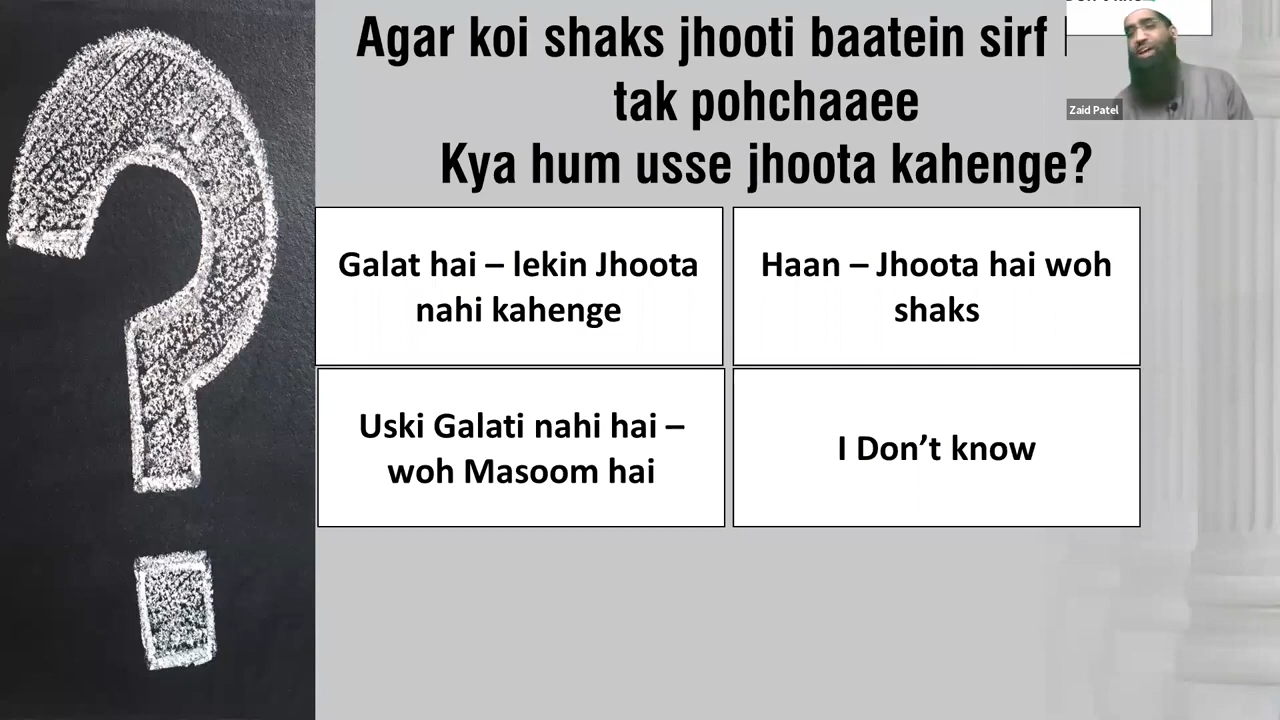 Agar koi shaks jhooti baatein sirf
tak pohchaaee
Kya hum usse jhoota kahenge?
Zaid Patel
Galat hai – lekin Jhoota
nahi kahenge
Haan – Jhoota hai woh
shaks
Uski Galati nahi hai –
woh Masoom hai
I Don’t know